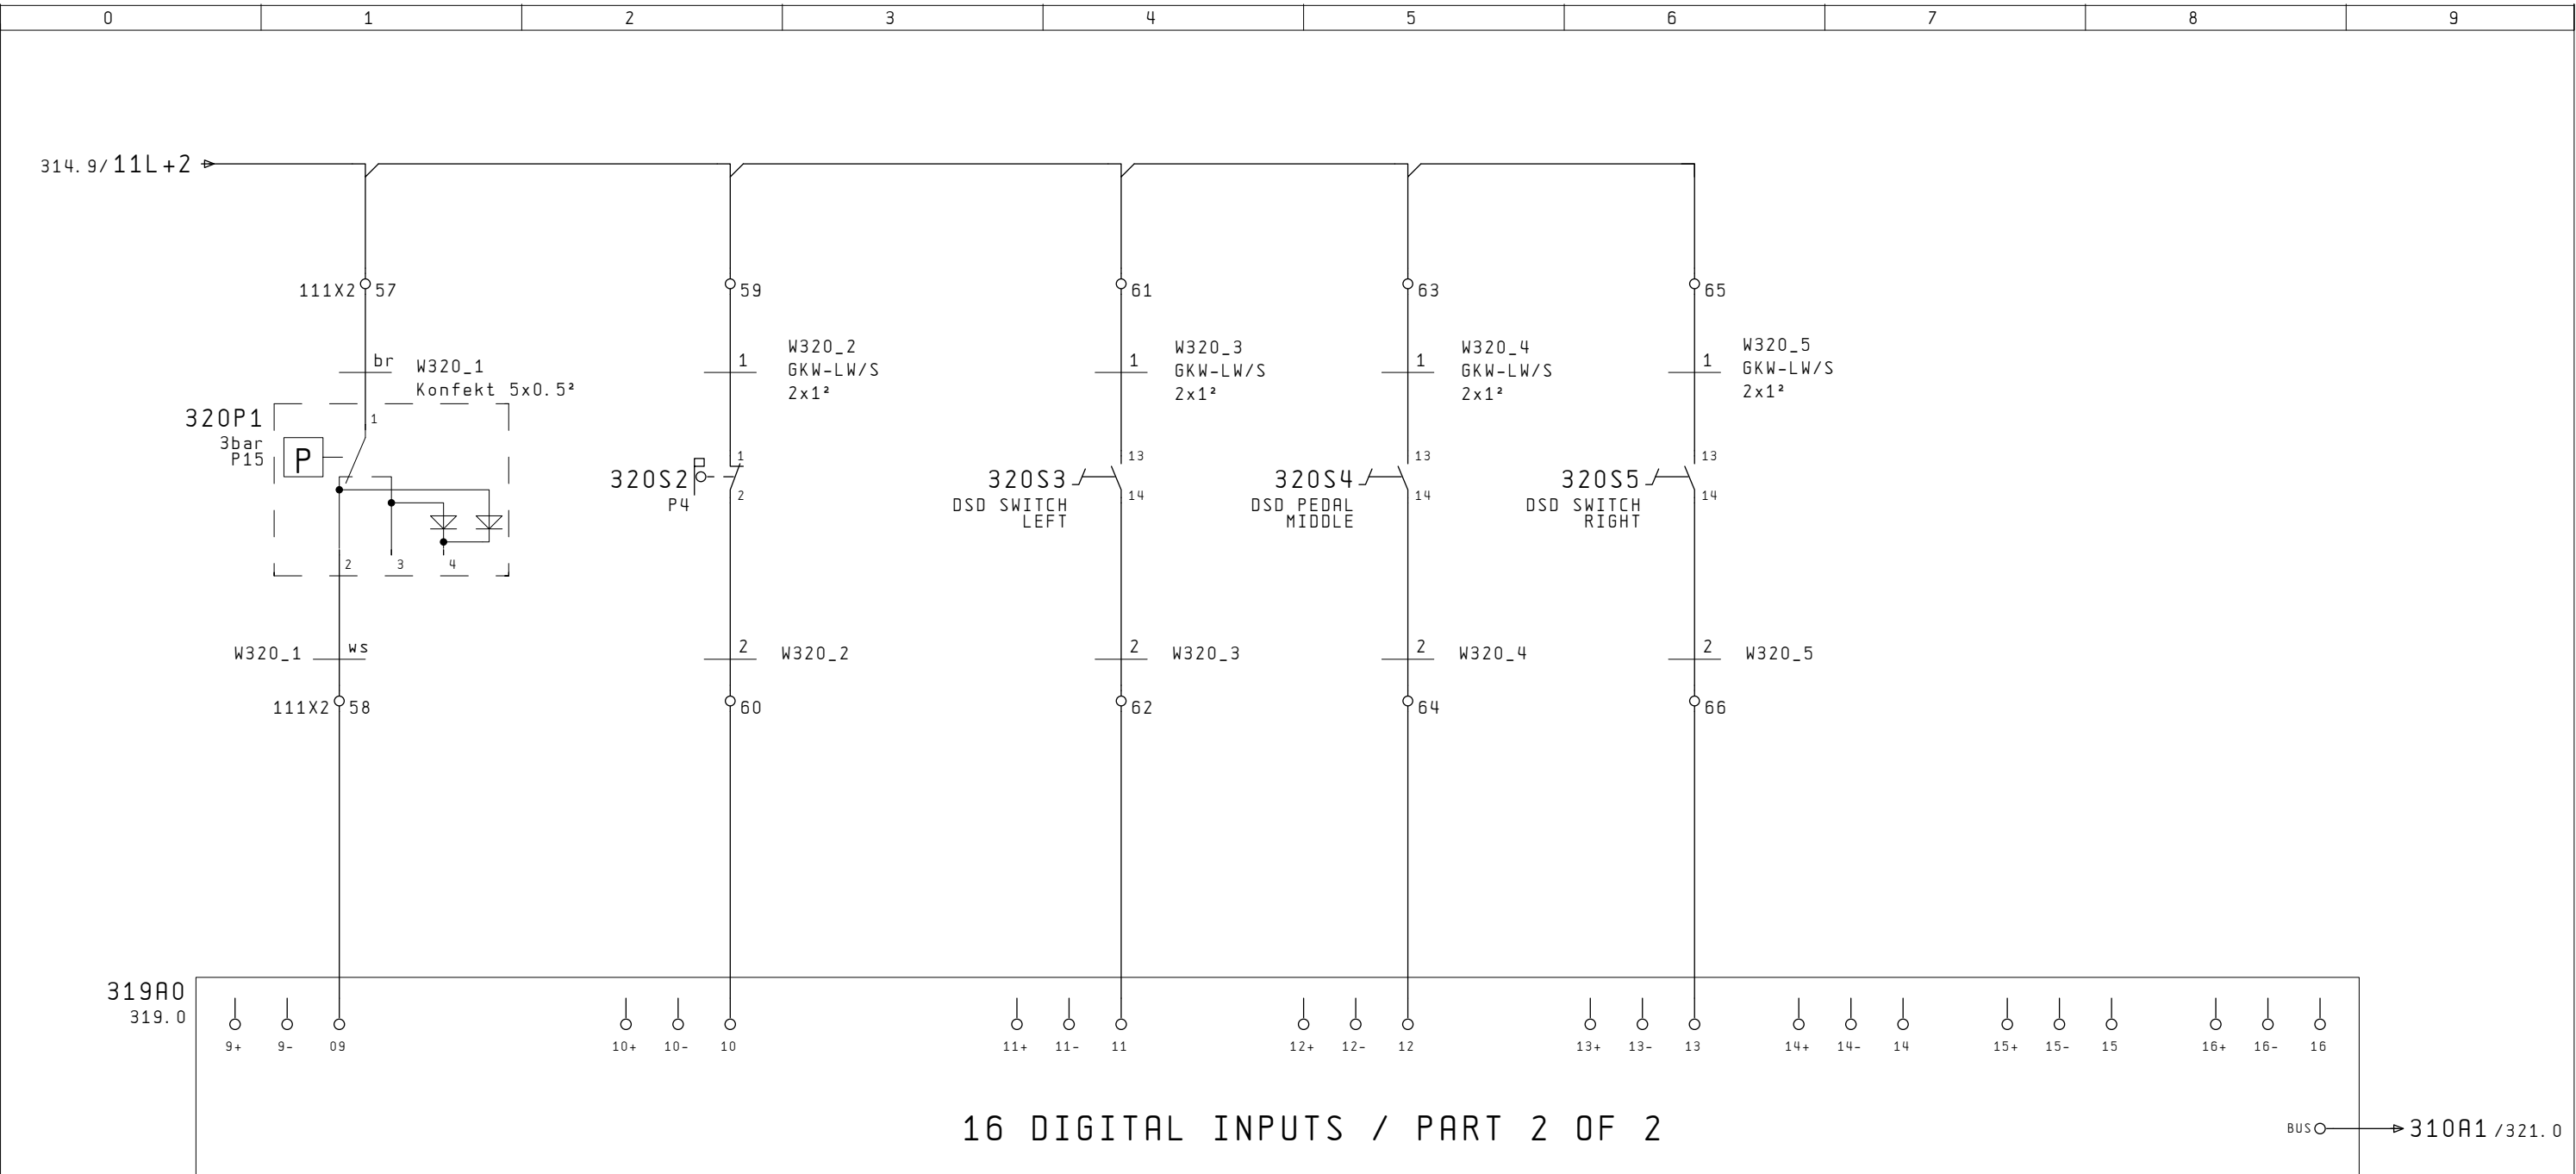 0 1 2 3 4 5 6 7 8 9
314.9/11L+2
111X2 57 59 61 63 65
br W320_1
Konfekt 5x0.5²
1 W320_2
GKW-LW/S
2x1²
1 W320_3
GKW-LW/S
2x1²
1 W320_4
GKW-LW/S
2x1²
1 W320_5
GKW-LW/S
2x1²
320P1
3bar
P15
P
1
2 3 4
320S2
P4
1
2
320S3
DSD SWITCH
LEFT
13
14
320S4
DSD PEDAL
MIDDLE
13
14
320S5
DSD SWITCH
RIGHT
13
14
W320_1 ws
2 W320_2
2 W320_3
2 W320_4
2 W320_5
111X2 58 60 62 64 66
319A0
319.0
9+ 9- 09 10+ 10- 10 11+ 11- 11 12+ 12- 12 13+ 13- 13 14+ 14- 14 15+ 15- 15 16+ 16- 16
16 DIGITAL INPUTS / PART 2 OF 2
BUS 310A1/321.0